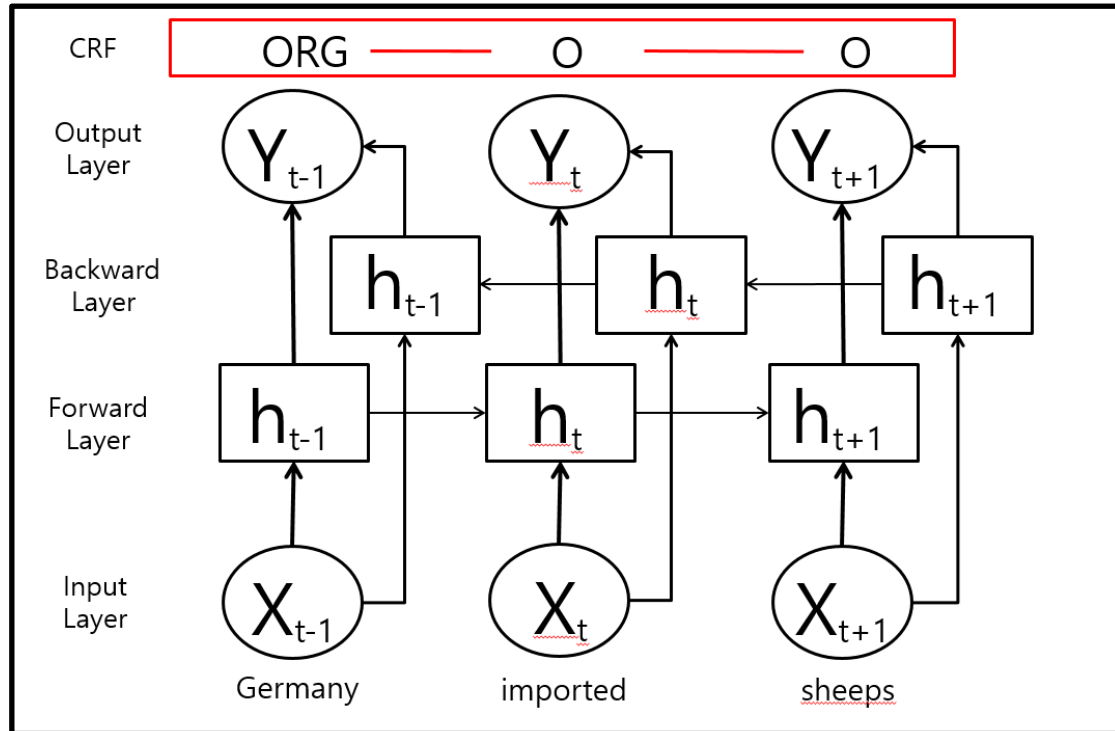 CRF ORG O O
Output
Layer
Y t-1 Y t Y t+1
Backward
Layer
h t-1 h t h t+1
Forward
Layer
h t-1 h t h t+1
Input
Layer
X t-1 X t X t+1
Germany imported sheeps